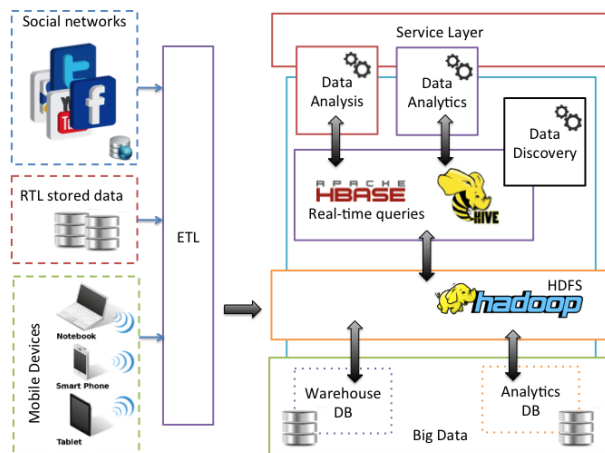 Social networks
You
RTL stored data
ETL
Mobile Devices
Notebook
Smart Phone
Tablet
Service Layer
Data
Analysis
Data
Analytics
Data
Discovery
APACHE
HBASE
Real-time queries
HIVE
HDFS
hadoop
Warehouse
DB
Analytics
DB
Big Data